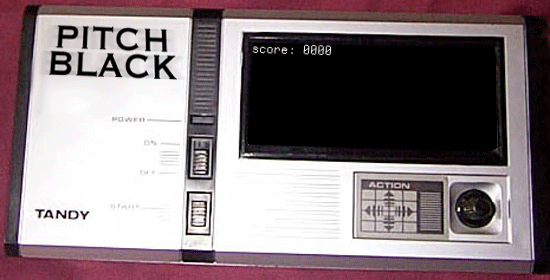 PITCH
BLACK
score: 0000
POWER
ON
OFF
START
ACTION
TANDY